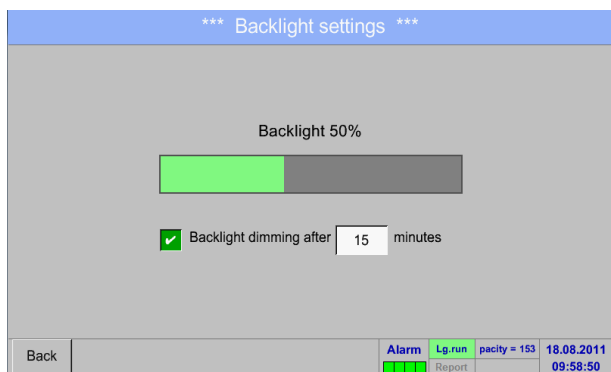 *** Backlight settings ***
Backlight 50%
Backlight dimming after 15 minutes
Back
Alarm
Lg.run
pacity = 153
18.08.2011
Report
09:58:50